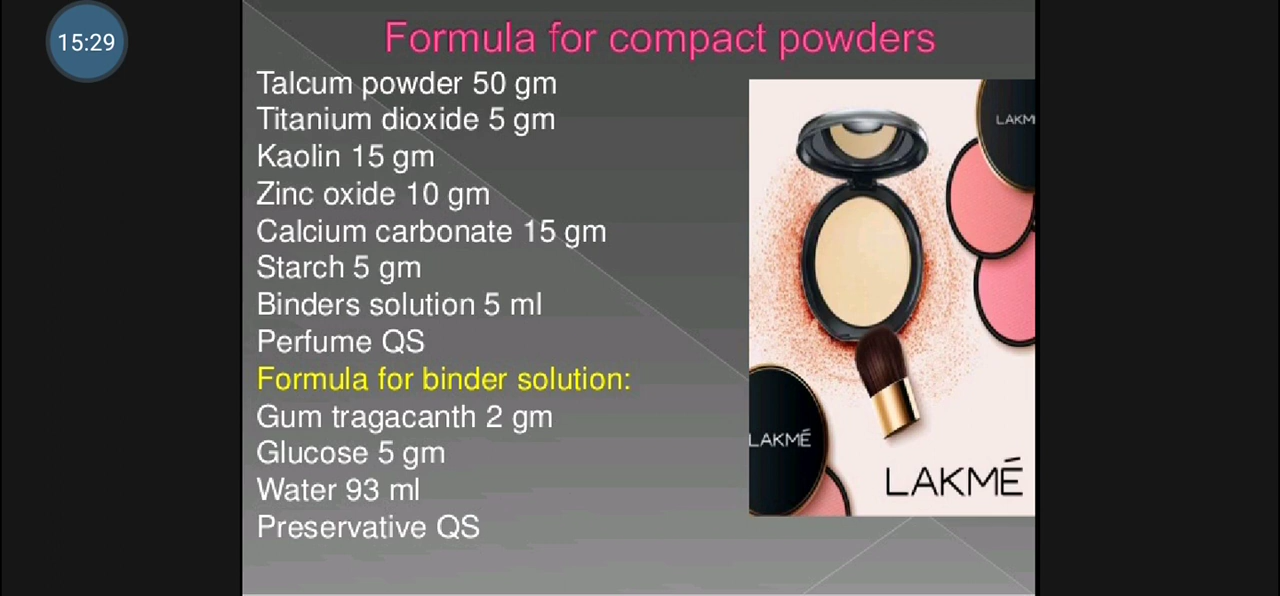 15:29
Formula for compact powders
Talcum powder 50 gm
Titanium dioxide 5 gm
Kaolin 15 gm
Zinc oxide 10 gm
Calcium carbonate 15 gm
Starch 5 gm
Binders solution 5 ml
Perfume QS
Formula for binder solution:
Gum tragacanth 2 gm
Glucose 5 gm
Water 93 ml
Preservative QS
LAKM
LAKMÉ
LAKMÉ